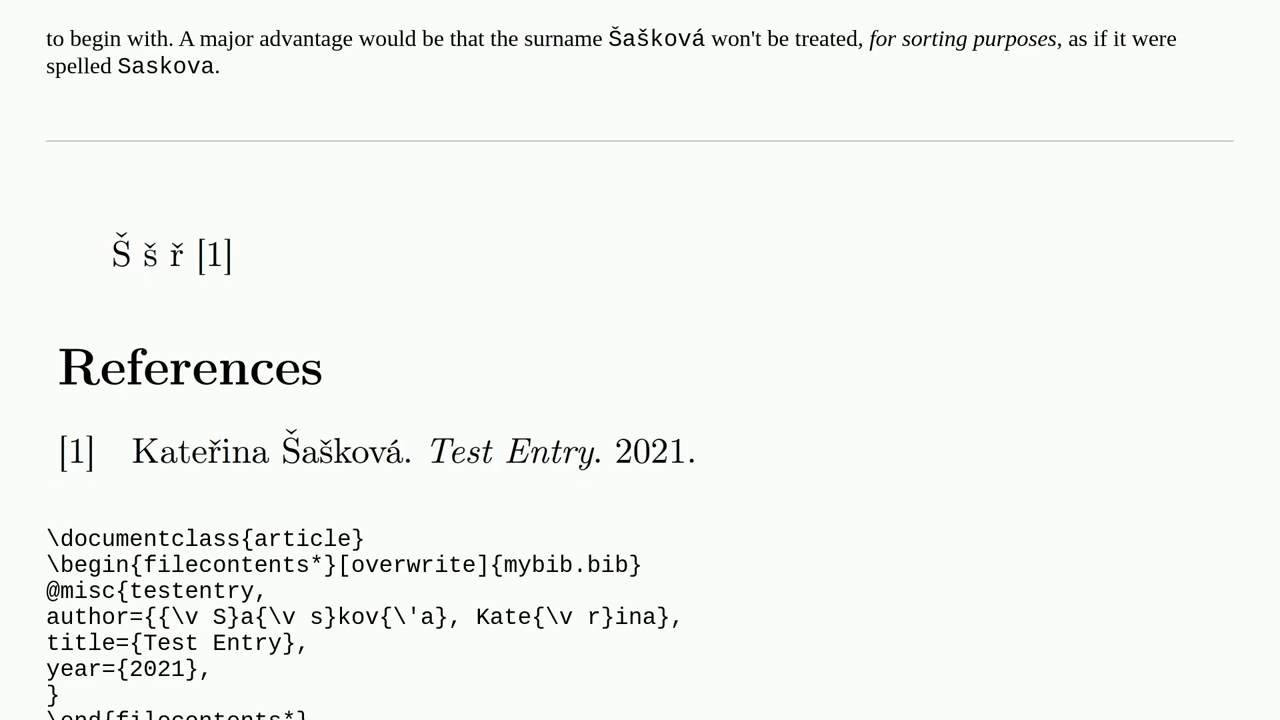 to begin with. A major advantage would be that the surname Šašková won't be treated, for sorting purposes, as if it were
spelled Saskova.
Š š ř [1]
References
[1] Kateřina Šašková. Test Entry. 2021.
\documentclass{article}
\begin{filecontents*}[overwrite]{mybib.bib}
@misc{testentry,
author={{\v S}a{\v s}kov{\'a}, Kate{\v r}ina},
title={Test Entry},
year={2021},
}
\end{filecontents*}